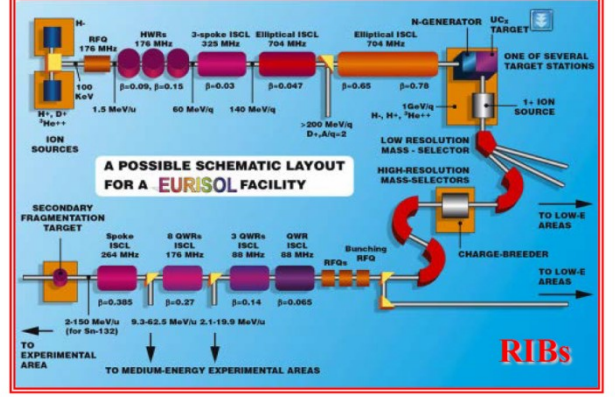 H-
RFQ
176 MHz
HWRs
176 MHz
3-spoke ISCL
325 MHz
Elliptical ISCL
704 MHz
Elliptical ISCL
704 MHz
N-GENERATOR
UCx
TARGET
ONE OF SEVERAL
TARGET STATIONS
100
KeV
β=0.09, β=0.15
β=0.03
β=0.047
β=0.65
β=0.78
H+, D+
3He++
1.5 MeV/u
60 MeV/q
140 MeV/q
>200 MeV/q
D+,A/q=2
1GeV/q
H-, H+, 3He++
1+ ION
SOURCE
ION
SOURCES
LOW RESOLUTION
MASS - SELECTOR
A POSSIBLE SCHEMATIC LAYOUT
FOR A EURISOL FACILITY
HIGH-RESOLUTION
MASS-SELECTORS
TO LOW-E
AREAS
SECONDARY
FRAGMENTATION
TARGET
CHARGE-BREEDER
Spoke
ISCL
264 MHz
8 QWRs
ISCL
176 MHz
3 QWRs
ISCL
88 MHz
QWR
ISCL
88 MHz
RFQs
Bunching
RFQ
TO LOW-E
AREAS
β=0.385
β=0.27
β=0.14
β=0.065
2-150 MeV/u
(for Sn-132)
9.3-62.5 MeV/u
2.1-19.9 MeV/u
TO
EXPERIMENTAL
AREA
TO MEDIUM-ENERGY EXPERIMENTAL AREAS
RIBs